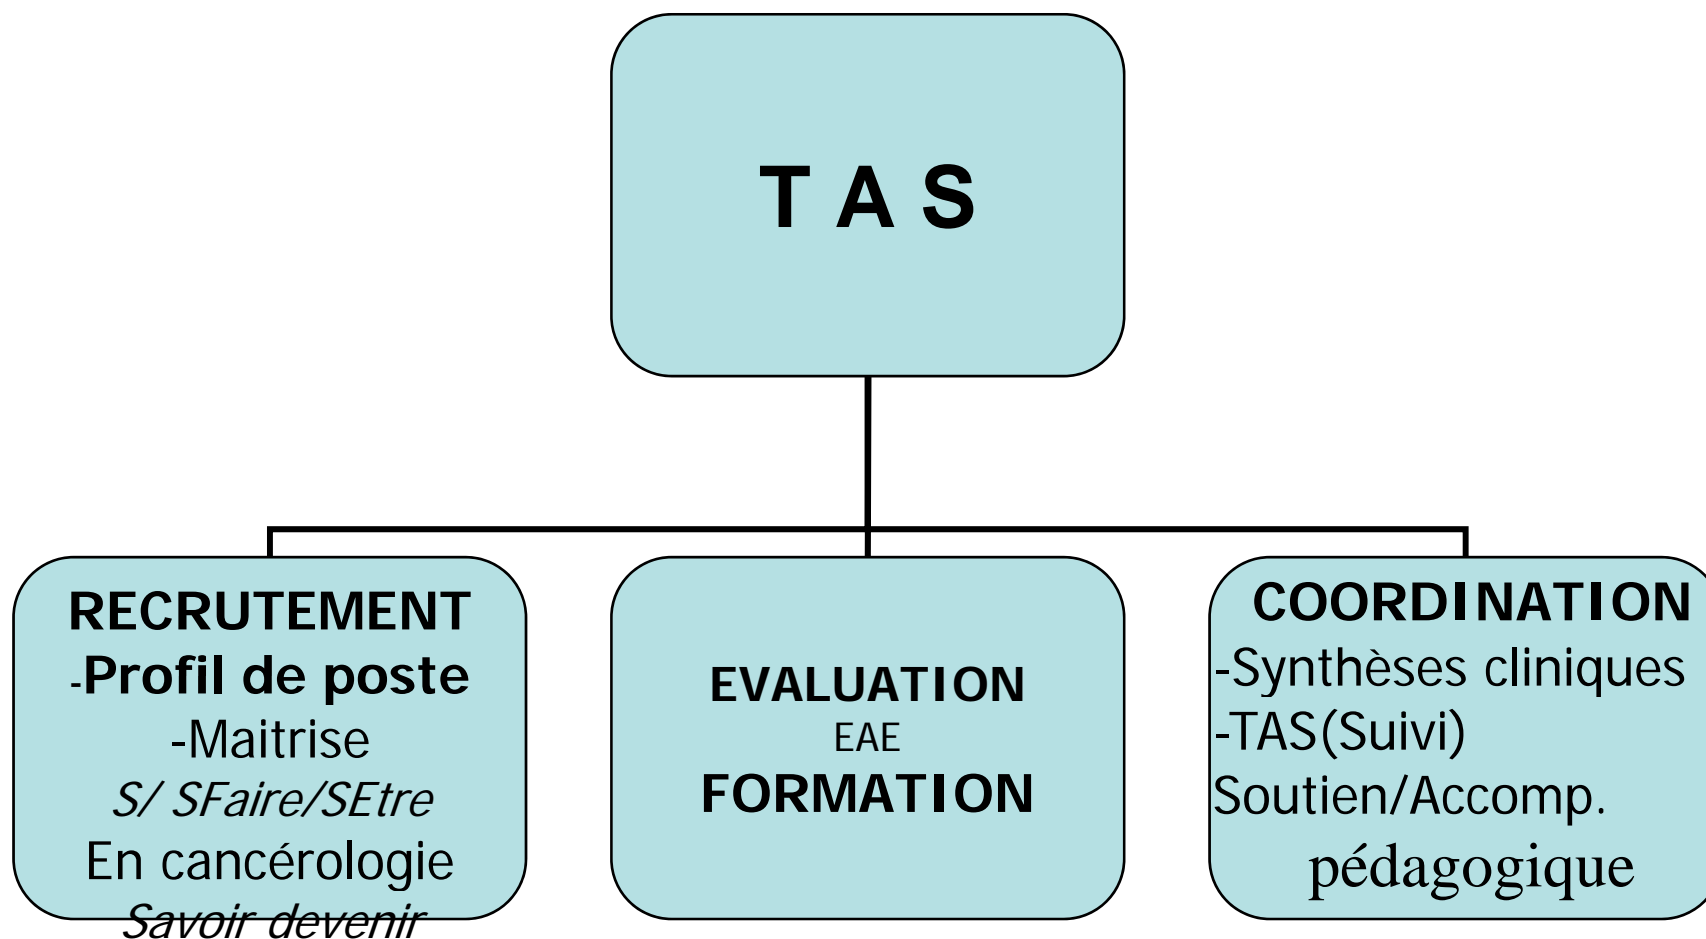 T A S
RECRUTEMENT
-Profil de poste
-Maitrise
S/ SFaire/SEtre
En cancérologie
Savoir devenir
EVALUATION
EAE
FORMATION
COORDINATION
-Synthèses cliniques
-TAS(Suivi)
Soutien/Accomp.
pédagogique